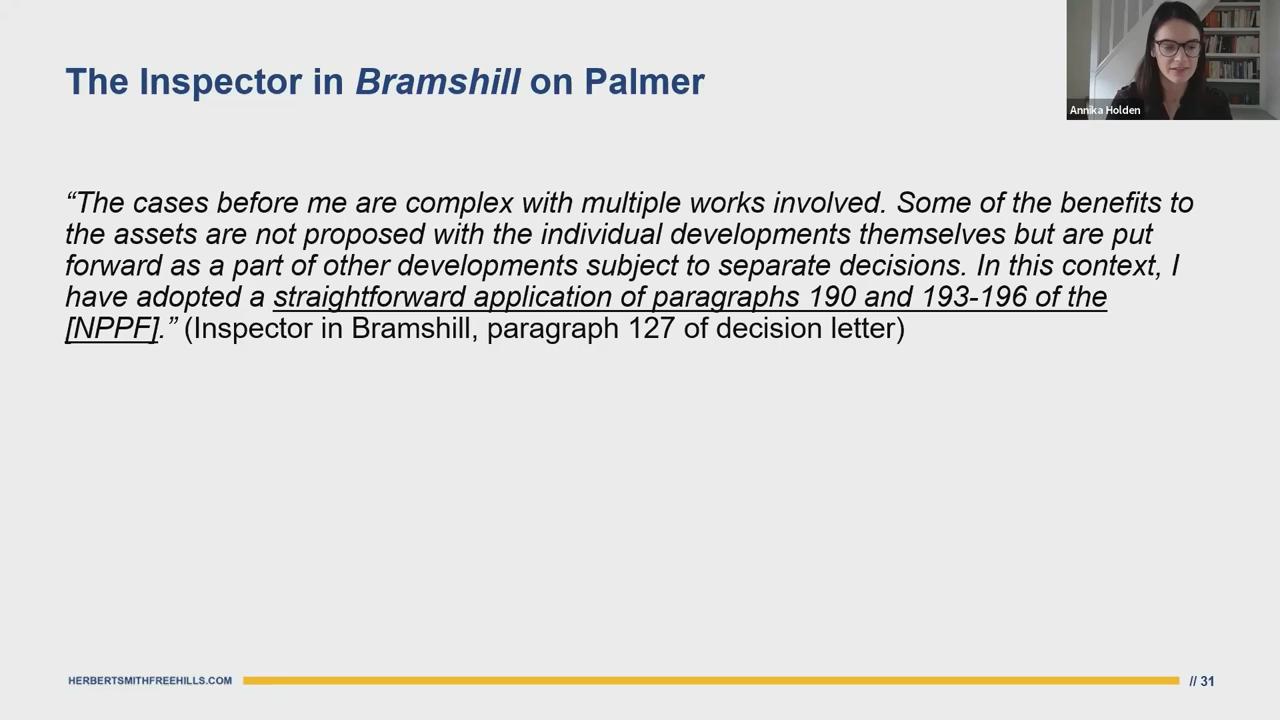 The Inspector in Bramshill on Palmer
Annika Holden
“The cases before me are complex with multiple works involved. Some of the benefits to
the assets are not proposed with the individual developments themselves but are put
forward as a part of other developments subject to separate decisions. In this context, I
have adopted a straightforward application of paragraphs 190 and 193-196 of the
[NPPF].” (Inspector in Bramshill, paragraph 127 of decision letter)
HERBERTSMITHFREEHILLS.COM
// 31